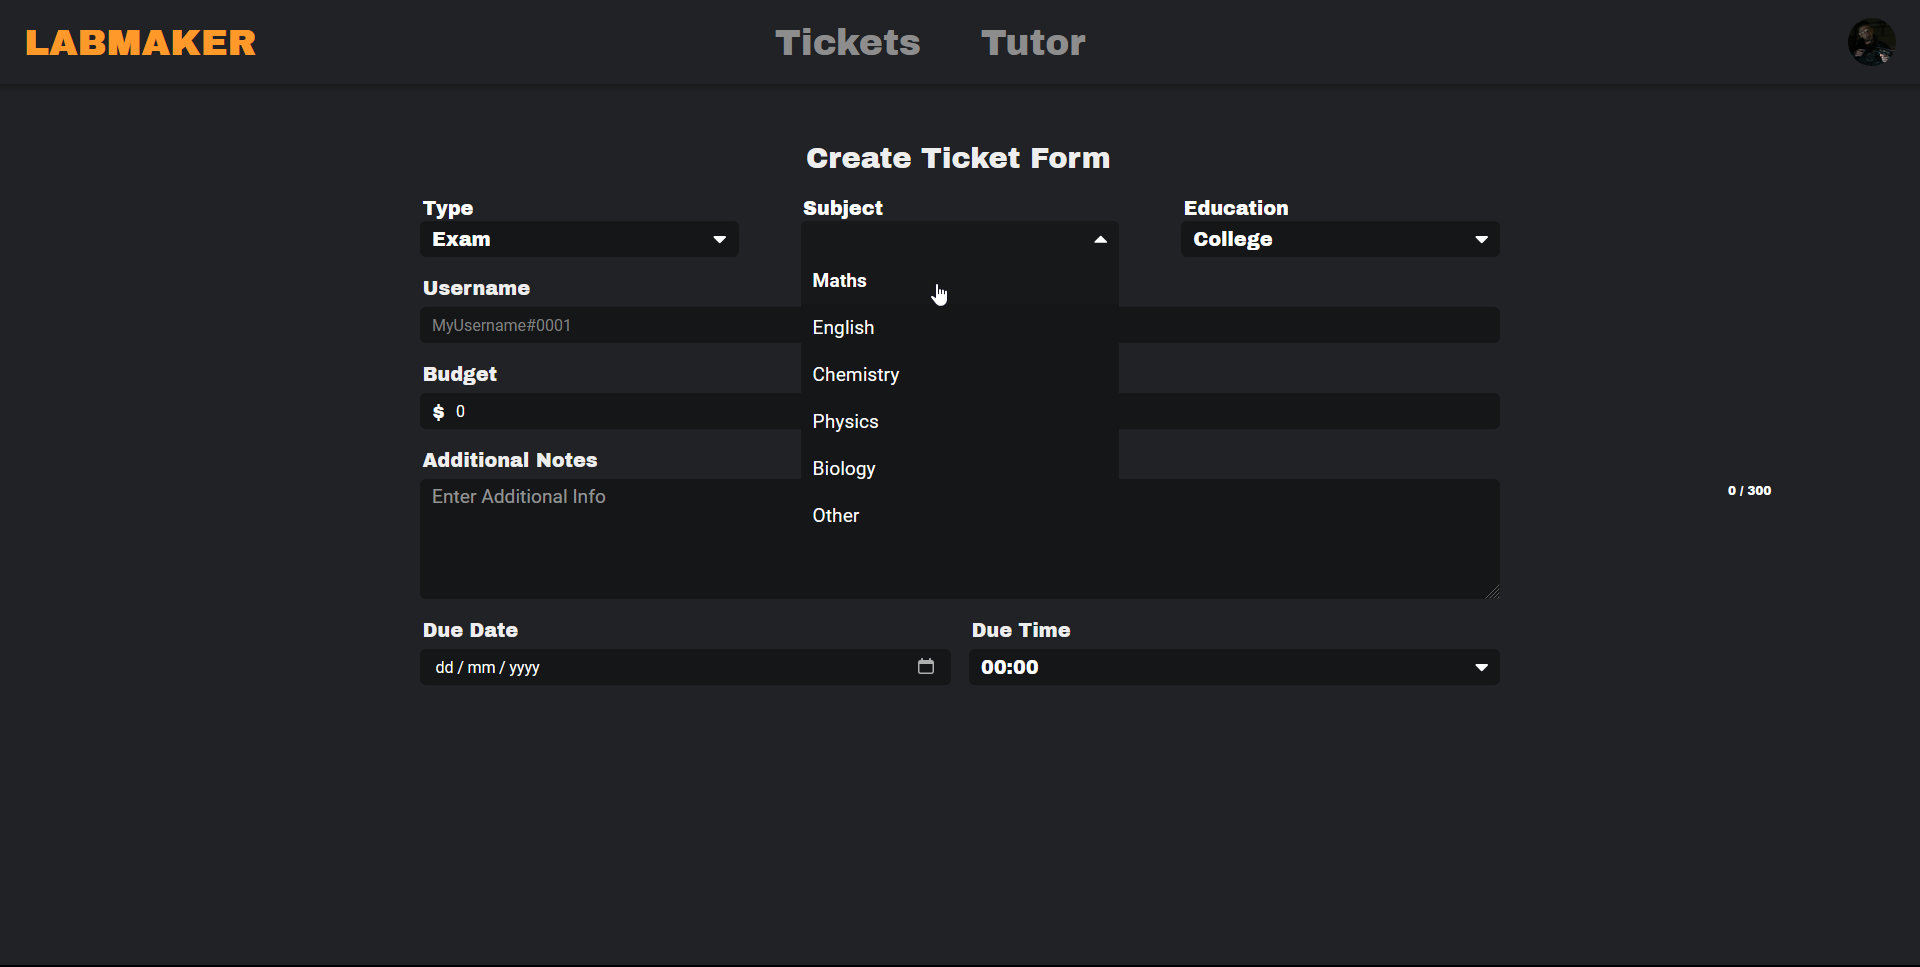 LABMAKER
Tickets
Tutor
Create Ticket Form
Type
Subject
Education
Exam
College
Maths
English
Chemistry
Physics
Biology
Other
Username
MyUsername#0001
Budget
$ 0
Additional Notes
Enter Additional Info
0 / 300
Due Date
Due Time
dd / mm / yyyy
00:00